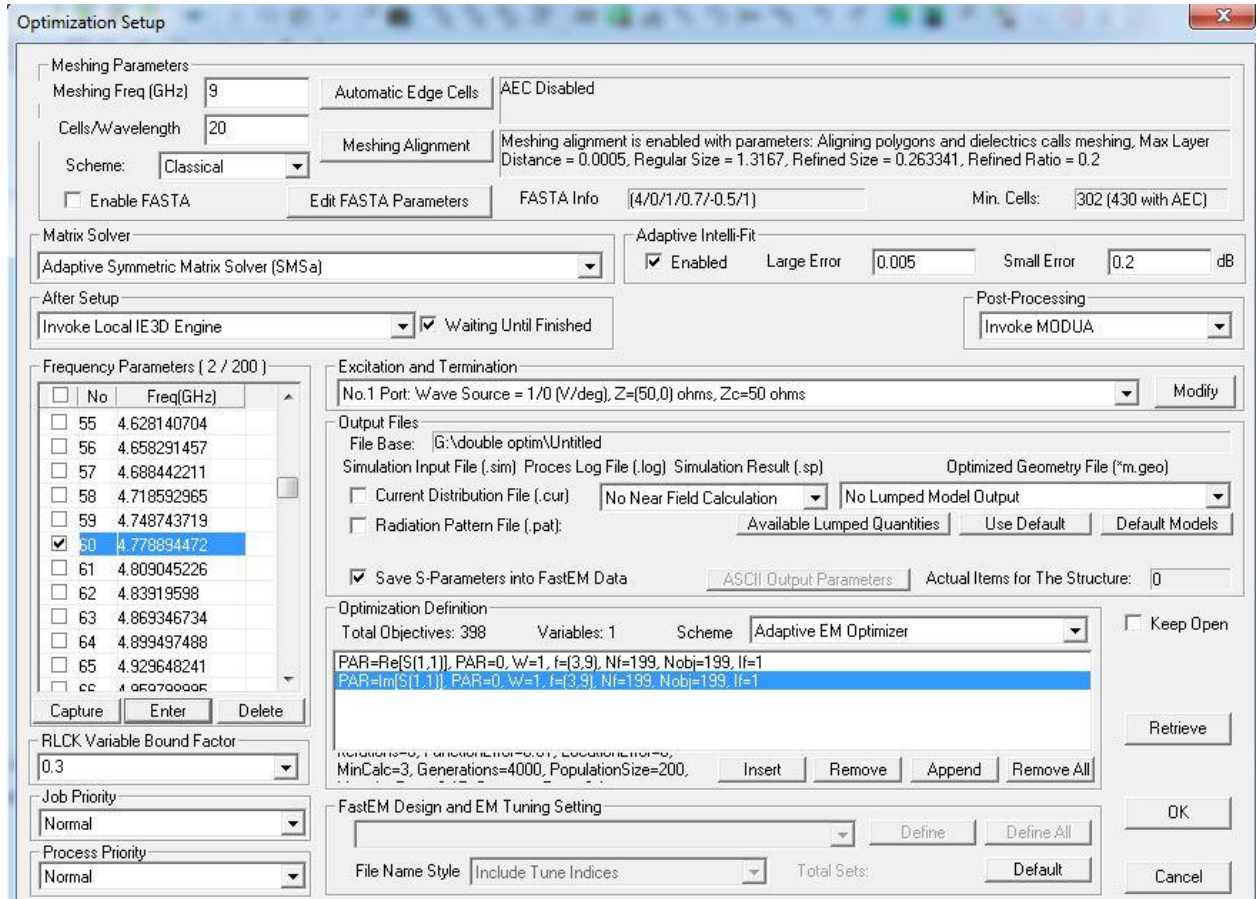 Optimization Setup
Meshing Parameters
Meshing Freq (GHz) 9 Automatic Edge Cells AEC Disabled
Cells/Wavelength 20
Meshing Alignment Meshing alignment is enabled with parameters: Aligning polygons and dielectrics calls meshing, Max Layer
Distance = 0.0005, Regular Size = 1.3167, Refined Size = 0.263341, Refined Ratio = 0.2
Scheme: Classical
Enable FASTA Edit FASTA Parameters FASTA Info (4/0/1/0.7/-0.5/1) Min. Cells: 302 (430 with AEC)
Matrix Solver
Adaptive Symmetric Matrix Solver (SMSa)
Adaptive Intelli-Fit
Enabled Large Error 0.005 Small Error 0.2 dB
After Setup
Invoke Local IE3D Engine Waiting Until Finished
Post-Processing
Invoke MODUA
Frequency Parameters ( 2 / 200 )
No Freq(GHz)
55 4.628140704
56 4.658291457
57 4.688442211
58 4.718592965
59 4.748743719
60 4.778894472
61 4.809045226
62 4.83919598
63 4.869346734
64 4.899497488
65 4.929648241
66 4.959798995
Capture Enter Delete
Excitation and Termination
No.1 Port: Wave Source = 1/0 (V/deg), Z=(50,0) ohms, Zc=50 ohms Modify
Output Files
File Base: G:\double optim\Untitled
Simulation Input File (.sim) Proces Log File (.log) Simulation Result (.sp) Optimized Geometry File (*m.geo)
Current Distribution File (.cur) No Near Field Calculation No Lumped Model Output
Radiation Pattern File (.pat): Available Lumped Quantities Use Default Default Models
Save S-Parameters into FastEM Data ASCII Output Parameters Actual Items for The Structure: 0
Optimization Definition
Total Objectives: 398 Variables: 1 Scheme Adaptive EM Optimizer
PAR=Re[S(1,1)], PAR=0, W=1, f=(3,9), Nf=199, Nobj=199, If=1
PAR=Im[S(1,1)], PAR=0, W=1, f=(3,9), Nf=199, Nobj=199, If=1
MinCalc=3, Generations=4000, PopulationSize=200,
Insert Remove Append Remove All
Keep Open
Retrieve
OK
Cancel
RLCK Variable Bound Factor
0.3
Job Priority
Normal
Process Priority
Normal
FastEM Design and EM Tuning Setting
Define Define All
File Name Style Include Tune Indices Total Sets: Default